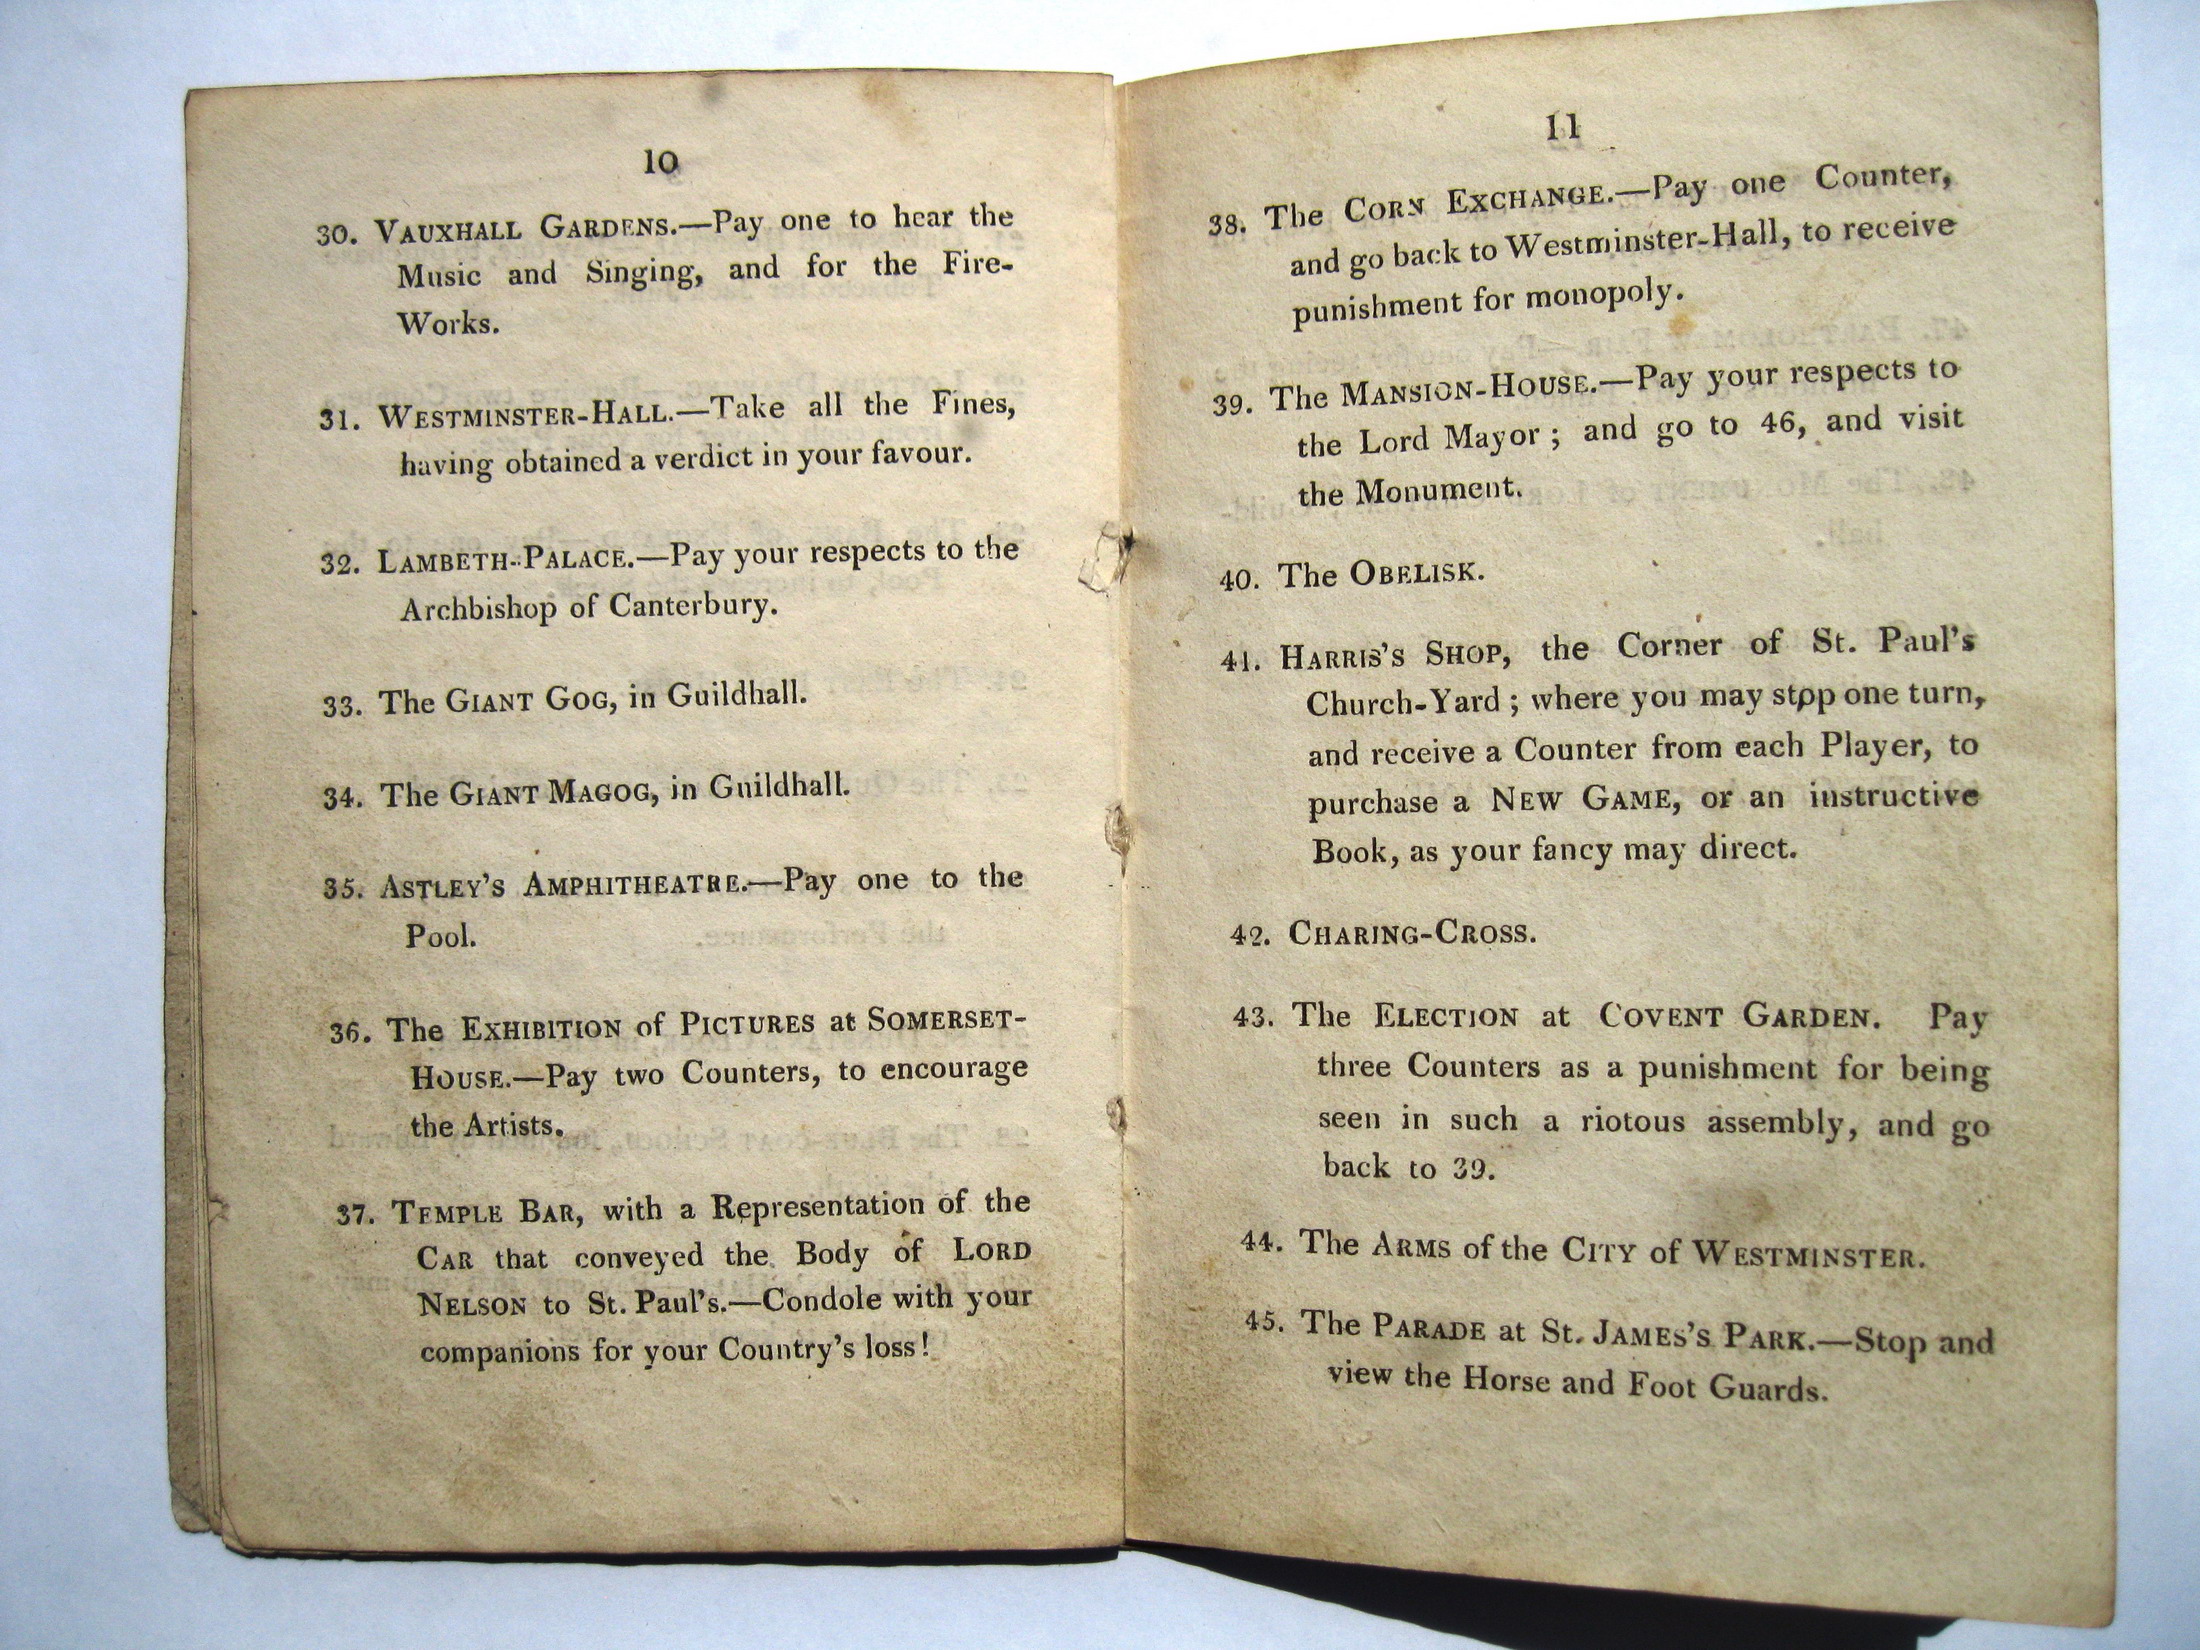 10
30. VAUXHALL GARDENS.—Pay one to hear the
Music and Singing, and for the Fire-
Works.
31. WESTMINSTER-HALL.—Take all the Fines,
having obtained a verdict in your favour.
32. LAMBETH-PALACE.—Pay your respects to the
Archbishop of Canterbury.
33. The GIANT GOG, in Guildhall.
34. The GIANT MAGOG, in Guildhall.
35. ASTLEY'S AMPHITHEATRE.—Pay one to the
Pool.
36. The EXHIBITION of PICTURES at SOMERSET-
HOUSE.—Pay two Counters, to encourage
the Artists.
37. TEMPLE BAR, with a Representation of the
CAR that conveyed the Body of LORD
NELSON to St. Paul's.—Condole with your
companions for your Country's loss!
11
38. The CORN EXCHANGE.—Pay one Counter,
and go back to Westminster-Hall, to receive
punishment for monopoly.
39. The MANSION-HOUSE.—Pay your respects to
the Lord Mayor; and go to 46, and visit
the Monument.
40. The OBELISK.
41. HARRIS'S SHOP, the Corner of St. Paul's
Church-Yard; where you may stop one turn,
and receive a Counter from each Player, to
purchase a NEW GAME, or an instructive
Book, as your fancy may direct.
42. CHARING-CROSS.
43. The ELECTION at COVENT GARDEN. Pay
three Counters as a punishment for being
seen in such a riotous assembly, and go
back to 39.
44. The ARMS of the CITY of WESTMINSTER.
45. The PARADE at St. JAMES'S PARK.—Stop and
view the Horse and Foot Guards.